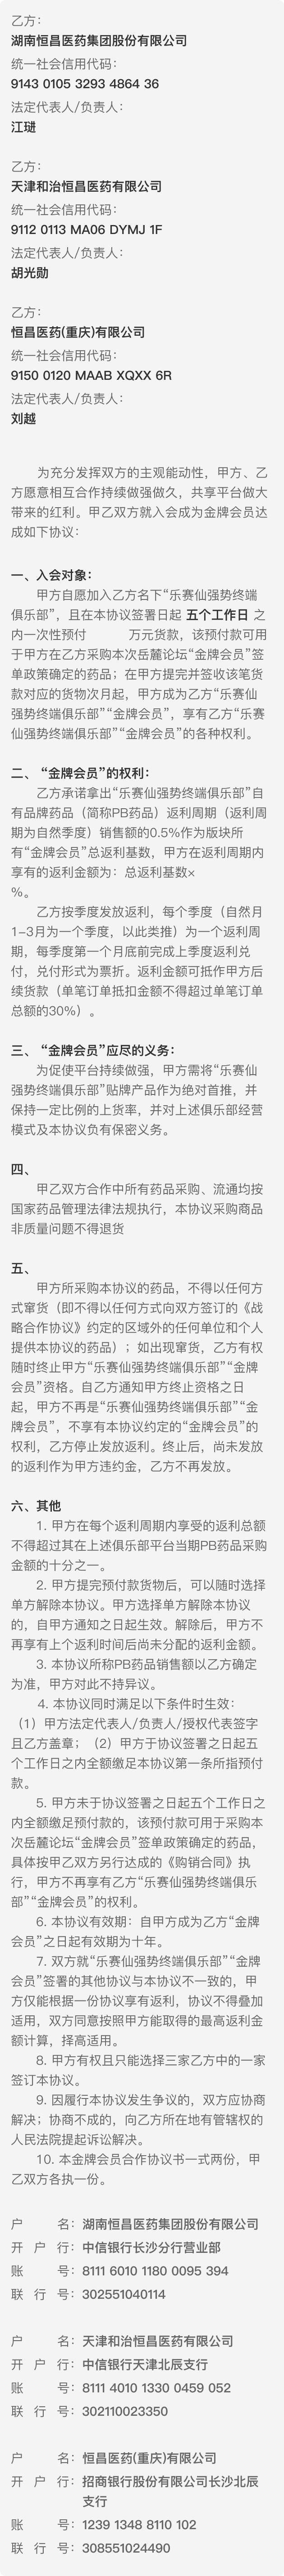 乙方：
湖南恒昌医药集团股份有限公司
统一社会信用代码：
9143 0105 3293 4864 36
法定代表人/负责人：
江琎
乙方：
天津和治恒昌医药有限公司
统一社会信用代码：
9112 0113 MA06 DYMJ 1F
法定代表人/负责人：
胡光勋
乙方：
恒昌医药(重庆)有限公司
统一社会信用代码：
9150 0120 MAAB XQXX 6R
法定代表人/负责人：
刘越
为充分发挥双方的主观能动性，甲方、乙
方愿意相互合作持续做强做久，共享平台做大
带来的红利。甲乙双方就入会成为金牌会员达
成如下协议：
一、入会对象：
甲方自愿加入乙方名下“乐赛仙强势终端
俱乐部”，且在本协议签署日起 五个工作日 之
内一次性预付 万元货款，该预付款可用
于甲方在乙方采购本次岳麓论坛“金牌会员”签
单政策确定的药品；在甲方提完并签收该笔货
款对应的货物次月起，甲方成为乙方“乐赛仙
强势终端俱乐部”“金牌会员”，享有乙方“乐赛
仙强势终端俱乐部”“金牌会员”的各种权利。
二、“金牌会员”的权利：
乙方承诺拿出“乐赛仙强势终端俱乐部”自
有品牌药品（简称PB药品）返利周期（返利周
期为自然季度）销售额的0.5%作为版块所
有“金牌会员”总返利基数，甲方在返利周期内
享有的返利金额为：总返利基数×
%。
乙方按季度发放返利，每个季度（自然月
1-3月为一个季度，以此类推）为一个返利周
期，每季度第一个月底前完成上季度返利兑
付，兑付形式为票折。返利金额可抵作甲方后
续货款（单笔订单抵扣金额不得超过单笔订单
总额的30%）。
三、“金牌会员”应尽的义务：
为促使平台持续做强，甲方需将“乐赛仙
强势终端俱乐部”贴牌产品作为绝对首推，并
保持一定比例的上货率，并对上述俱乐部经营
模式及本协议负有保密义务。
四、
甲乙双方合作中所有药品采购、流通均按
国家药品管理法律法规执行，本协议采购商品
非质量问题不得退货
五、
甲方所采购本协议的药品，不得以任何方
式窜货（即不得以任何方式向双方签订的《战
略合作协议》约定的区域外的任何单位和个人
提供本协议的药品）；如出现窜货，乙方有权
随时终止甲方“乐赛仙强势终端俱乐部”“金牌
会员”资格。自乙方通知甲方终止资格之日
起，甲方不再是“乐赛仙强势终端俱乐部”“金
牌会员”，不享有本协议约定的“金牌会员”的
权利，乙方停止发放返利。终止后，尚未发放
的返利作为甲方违约金，乙方不再发放。
六、其他
1. 甲方在每个返利周期内享受的返利总额
不得超过其在上述俱乐部平台当期PB药品采购
金额的十分之一。
2. 甲方提完预付款货物后，可以随时选择
单方解除本协议。甲方选择单方解除本协议
的，自甲方通知之日起生效。解除后，甲方不
再享有上个返利时间后尚未分配的返利金额。
3. 本协议所称PB药品销售额以乙方确定
为准，甲方对此不持异议。
4. 本协议同时满足以下条件时生效：
（1）甲方法定代表人/负责人/授权代表签字
且乙方盖章；（2）甲方于协议签署之日起五
个工作日之内全额缴足本协议第一条所指预付
款。
5. 甲方未于协议签署之日起五个工作日之
内全额缴足预付款的，该预付款可用于采购本
次岳麓论坛“金牌会员”签单政策确定的药品，
具体按甲乙双方另行达成的《购销合同》执
行，甲方不再享有乙方“乐赛仙强势终端俱乐
部”“金牌会员”的权利。
6. 本协议有效期：自甲方成为乙方“金牌
会员”之日起有效期为十年。
7. 双方就“乐赛仙强势终端俱乐部”“金牌
会员”签署的其他协议与本协议不一致的，甲
方仅能根据一份协议享有返利，协议不得叠加
适用，双方同意按照甲方能取得的最高返利金
额计算，择高适用。
8. 甲方有权且只能选择三家乙方中的一家
签订本协议。
9. 因履行本协议发生争议的，双方应协商
解决；协商不成的，向乙方所在地有管辖权的
人民法院提起诉讼解决。
10. 本金牌会员合作协议书一式两份，甲
乙双方各执一份。
户 名：湖南恒昌医药集团股份有限公司
开 户 行：中信银行长沙分行营业部
账 号：8111 6010 1180 0095 394
联 行 号：302551040114
户 名：天津和治恒昌医药有限公司
开 户 行：中信银行天津北辰支行
账 号：8111 4010 1330 0459 052
联 行 号：302110023350
户 名：恒昌医药(重庆)有限公司
开 户 行：招商银行股份有限公司长沙北辰
支行
账 号：1239 1348 8110 102
联 行 号：308551024490